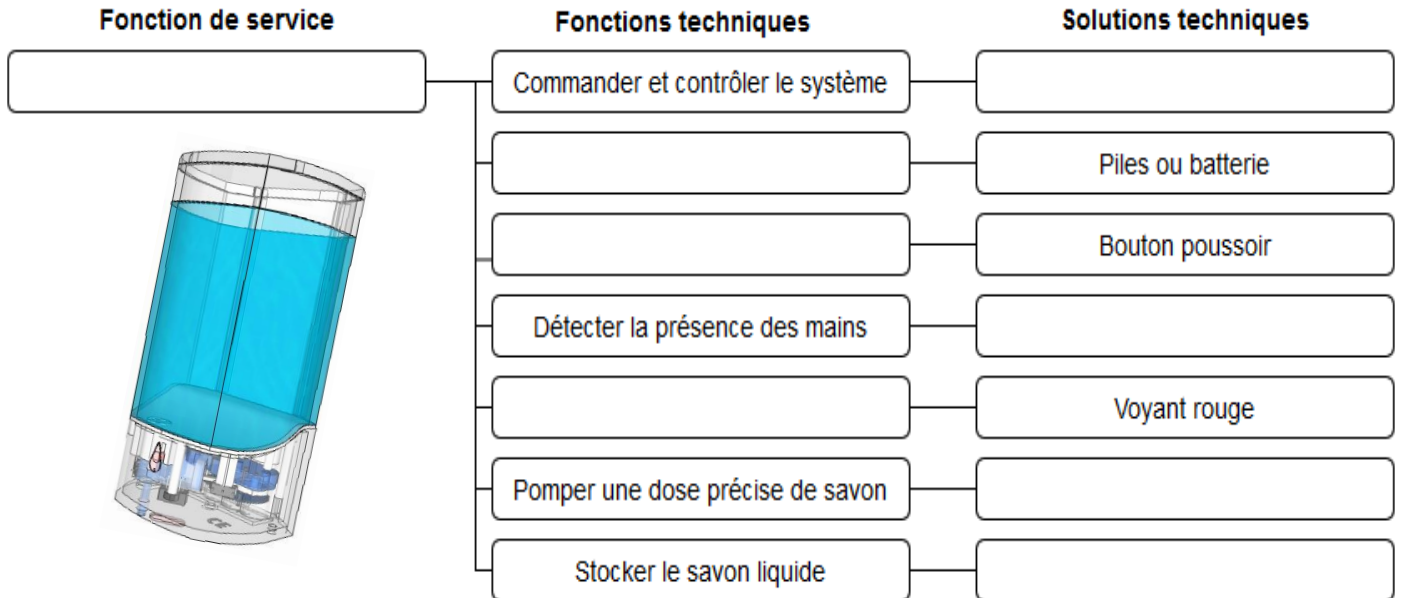 Fonction de service
Fonctions techniques
Solutions techniques
Commander et contrôler le système
Piles ou batterie
Bouton poussoir
Détecter la présence des mains
Voyant rouge
Pomper une dose précise de savon
Stocker le savon liquide
CE